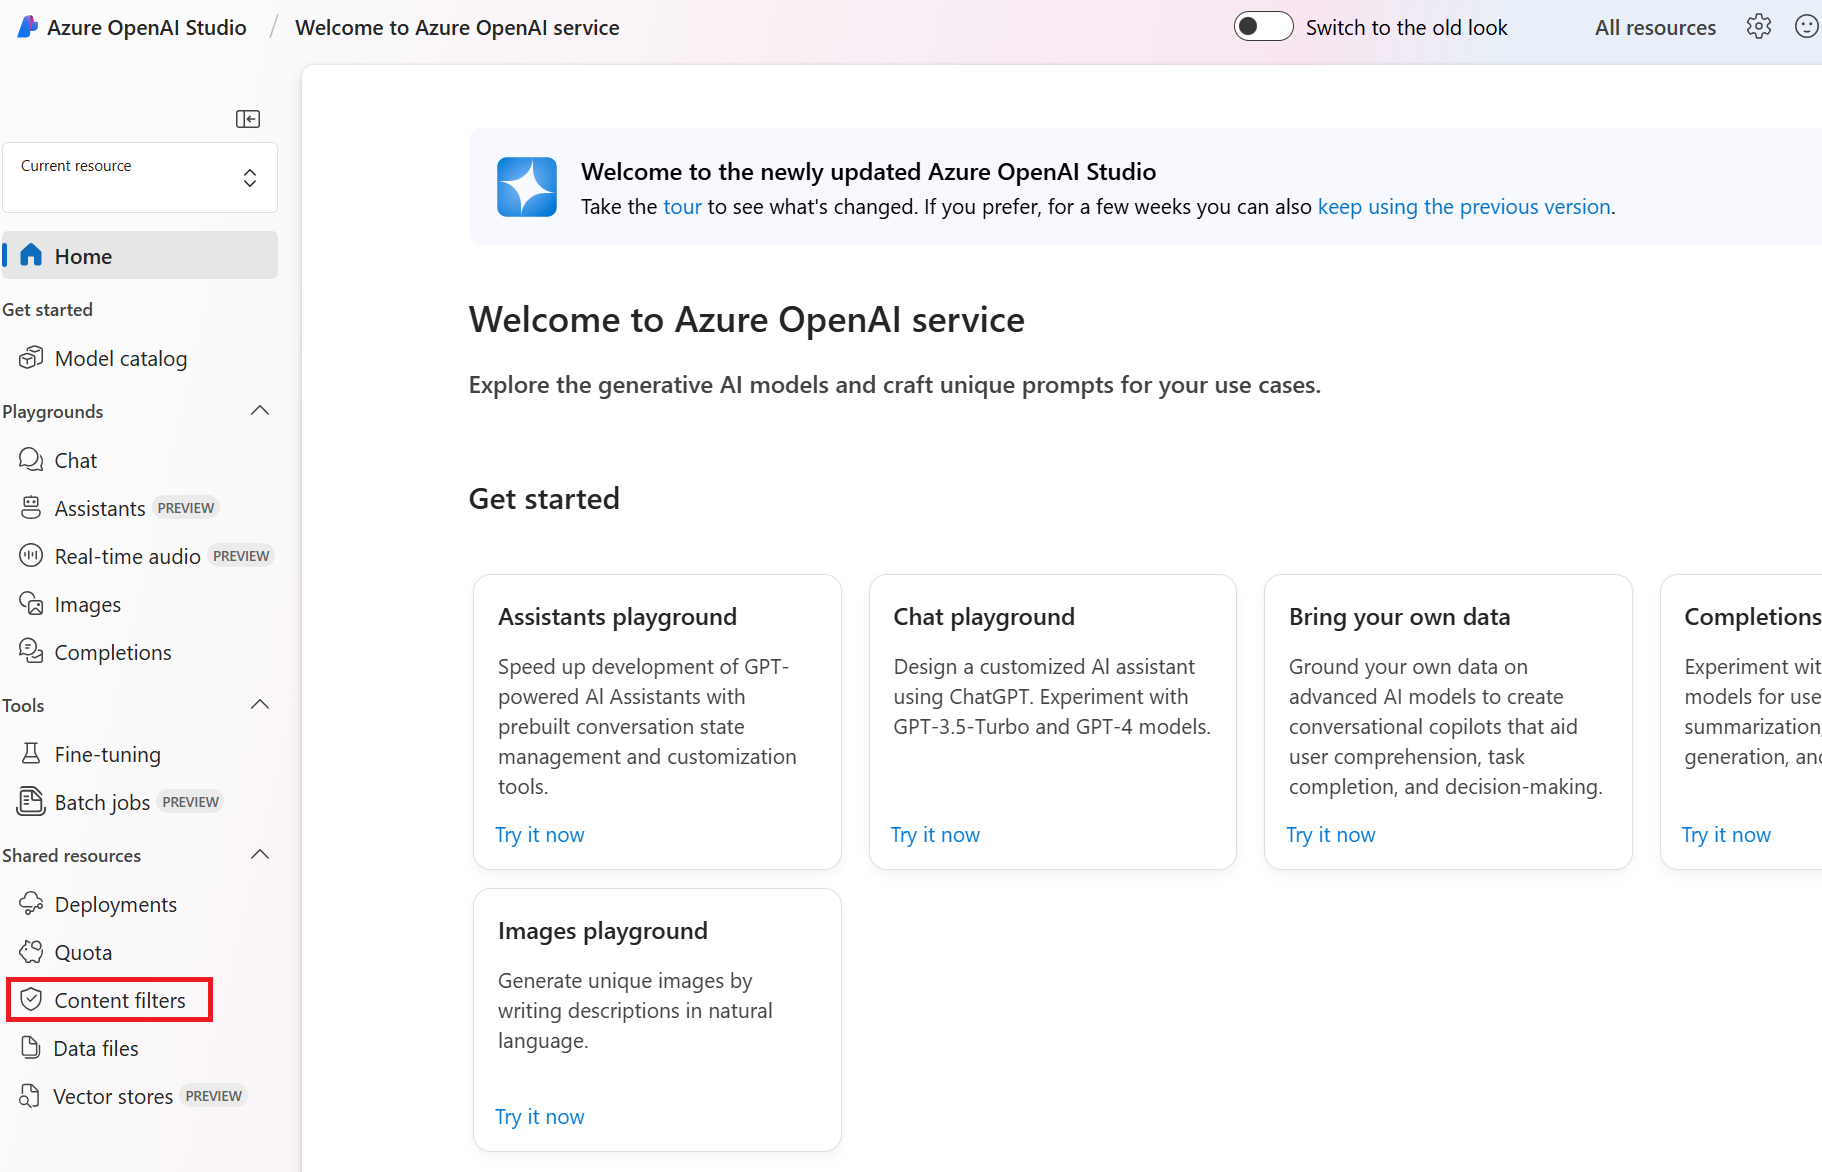 Azure OpenAI Studio / Welcome to Azure OpenAI service
Switch to the old look
All resources
Current resource
Home
Get started
Model catalog
Playgrounds
Chat
Assistants PREVIEW
Real-time audio PREVIEW
Images
Completions
Tools
Fine-tuning
Batch jobs PREVIEW
Shared resources
Deployments
Quota
Content filters
Data files
Vector stores PREVIEW
Welcome to the newly updated Azure OpenAI Studio
Take the tour to see what's changed. If you prefer, for a few weeks you can also keep using the previous version.
Welcome to Azure OpenAI service
Explore the generative AI models and craft unique prompts for your use cases.
Get started
Assistants playground
Speed up development of GPT-
powered AI Assistants with
prebuilt conversation state
management and customization
tools.
Try it now
Chat playground
Design a customized AI assistant
using ChatGPT. Experiment with
GPT-3.5-Turbo and GPT-4 models.
Try it now
Bring your own data
Ground your own data on
advanced AI models to create
conversational copilots that aid
user comprehension, task
completion, and decision-making.
Try it now
Completions
Experiment wit
models for use
summarization,
generation, and
Try it now
Images playground
Generate unique images by
writing descriptions in natural
language.
Try it now